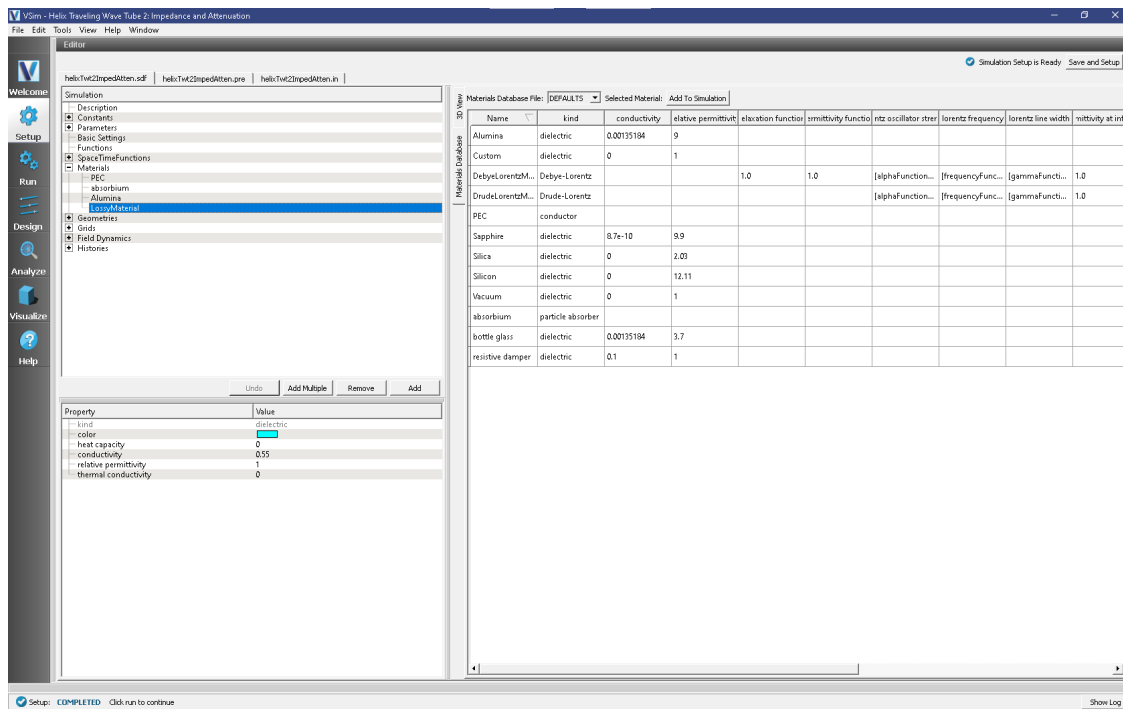 VSim - Helix Traveling Wave Tube 2: Impedance and Attenuation
File Edit Tools View Help Window
Editor
Simulation Setup is Ready Save and Setup
helixTwt2ImpedAtten.sdf helixTwt2ImpedAtten.pre helixTwt2ImpedAtten.in
Welcome
Setup
Run
Design
Analyze
Visualize
Help
Simulation
Description
Constants
Parameters
Basic Settings
Functions
SpaceTimeFunctions
Materials
PEC
absorbium
Alumina
LossyMaterial
Geometries
Grids
Field Dynamics
Histories
Undo Add Multiple Remove Add
Property Value
kind dielectric
color
heat capacity 0
conductivity 0.55
relative permittivity 1
thermal conductivity 0
3D View
Materials Database
Materials Database File: DEFAULTS Selected Material: Add To Simulation
Name kind conductivity elative permittivit elaxation function ermittivity functio ntz oscillator strer lorentz frequency lorentz line width mittivity at inf
Alumina dielectric 0.00135184 9
Custom dielectric 0 1
DebyeLorentzM... Debye-Lorentz 1.0 1.0 [alphaFunction... [frequencyFunc... [gammaFuncti... 1.0
DrudeLorentzM... Drude-Lorentz [alphaFunction... [frequencyFunc... [gammaFuncti... 1.0
PEC conductor
Sapphire dielectric 8.7e-10 9.9
Silica dielectric 0 2.03
Silicon dielectric 0 12.11
Vacuum dielectric 0 1
absorbium particle absorber
bottle glass dielectric 0.00135184 3.7
resistive damper dielectric 0.1 1
Setup: COMPLETED Click run to continue
Show Log